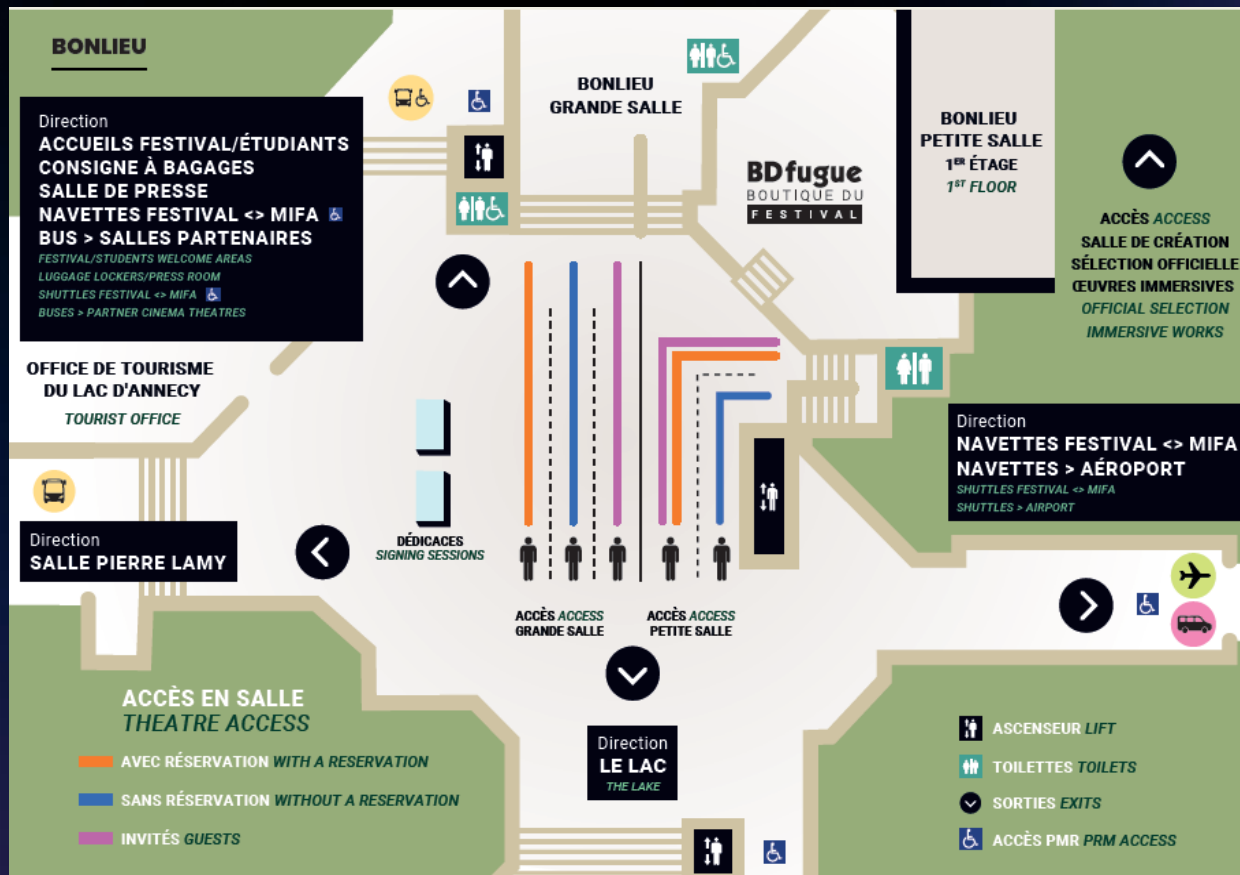 BONLIEU
Direction
ACCUEILS FESTIVAL/ÉTUDIANTS
CONSIGNE À BAGAGES
SALLE DE PRESSE
NAVETTES FESTIVAL <> MIFA
BUS > SALLES PARTENAIRES
FESTIVAL/STUDENTS WELCOME AREAS
LUGGAGE LOCKERS/PRESS ROOM
SHUTTLES FESTIVAL <> MIFA
BUSES > PARTNER CINEMA THEATRES
BONLIEU
GRANDE SALLE
BDfugue
BOUTIQUE DU
FESTIVAL
BONLIEU
PETITE SALLE
1ER ÉTAGE
1ST FLOOR
ACCÈS ACCESS
SALLE DE CRÉATION
SÉLECTION OFFICIELLE
ŒUVRES IMMERSIVES
OFFICIAL SELECTION
IMMERSIVE WORKS
OFFICE DE TOURISME
DU LAC D'ANNECY
TOURIST OFFICE
Direction
NAVETTES FESTIVAL <> MIFA
NAVETTES > AÉROPORT
SHUTTLES FESTIVAL <> MIFA
SHUTTLES > AIRPORT
Direction
SALLE PIERRE LAMY
DÉDICACES
SIGNING SESSIONS
ACCÈS ACCESS
GRANDE SALLE
ACCÈS ACCESS
PETITE SALLE
Direction
LE LAC
THE LAKE
ACCÈS EN SALLE
THEATRE ACCESS
AVEC RÉSERVATION WITH A RESERVATION
SANS RÉSERVATION WITHOUT A RESERVATION
INVITÉS GUESTS
ASCENSEUR LIFT
TOILETTES TOILETS
SORTIES EXITS
ACCÈS PMR PRM ACCESS